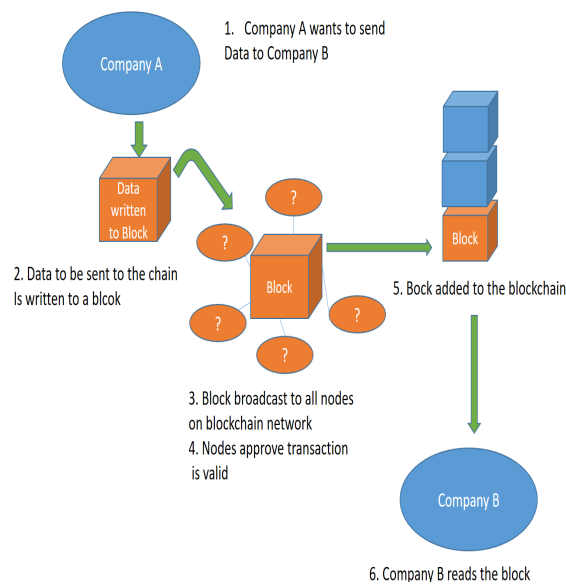 Company A
1. Company A wants to send
Data to Company B
Data
written
to Block
2. Data to be sent to the chain
Is written to a blcok
?
?
?
?
?
Block
3. Block broadcast to all nodes
on blockchain network
4. Nodes approve transaction
is valid
Block
5. Bock added to the blockchain
Company B
6. Company B reads the block